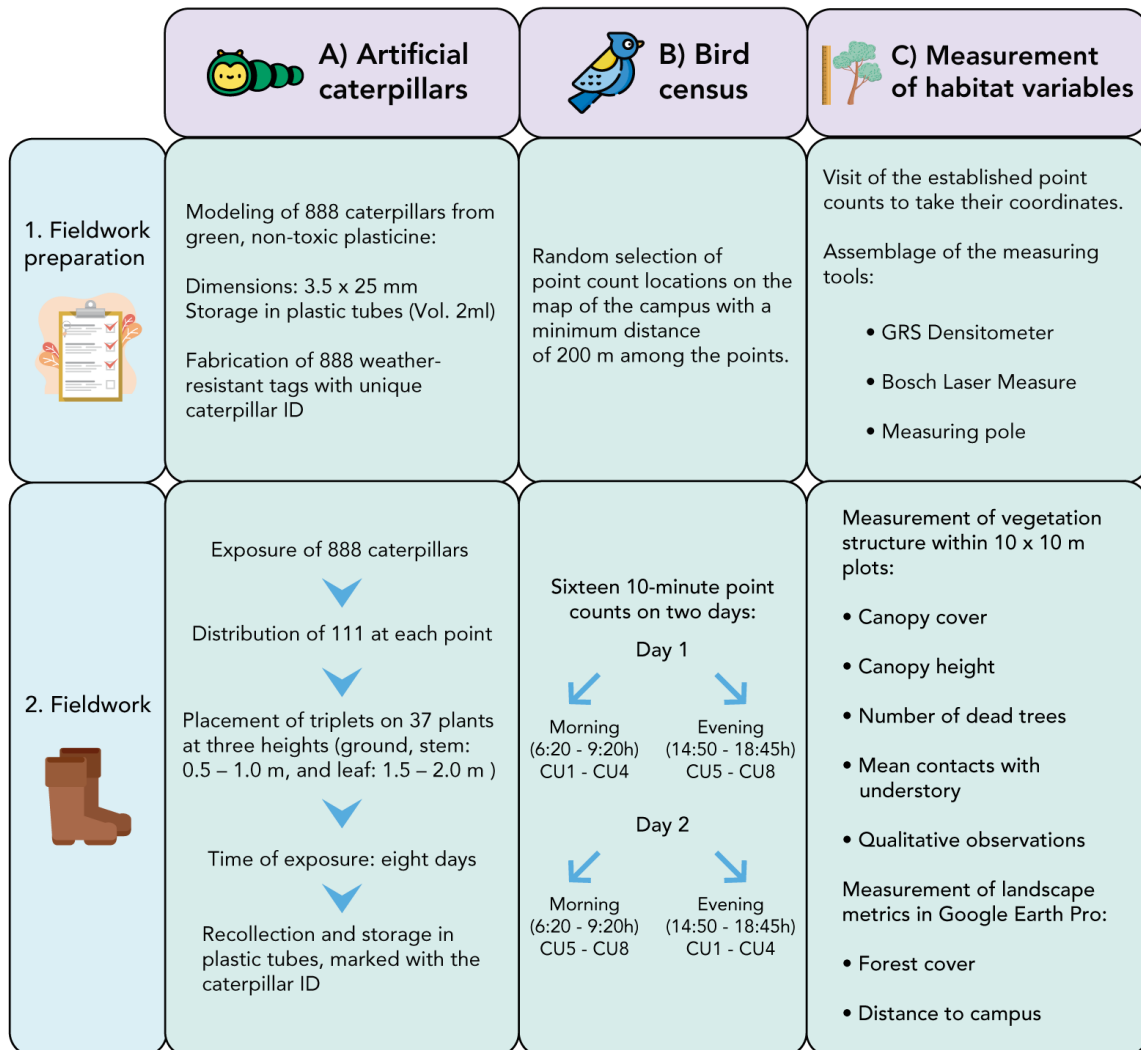 A) Artificial
caterpillars
B) Bird
census
C) Measurement
of habitat variables
1. Fieldwork
preparation
Modeling of 888 caterpillars from
green, non-toxic plasticine:
Dimensions: 3.5 x 25 mm
Storage in plastic tubes (Vol. 2ml)
Fabrication of 888 weather-
resistant tags with unique
caterpillar ID
Random selection of
point count locations on the
map of the campus with a
minimum distance
of 200 m among the points.
Visit of the established point
counts to take their coordinates.
Assemblage of the measuring
tools:
• GRS Densitometer
• Bosch Laser Measure
• Measuring pole
2. Fieldwork
Exposure of 888 caterpillars
Distribution of 111 at each point
Placement of triplets on 37 plants
at three heights (ground, stem:
0.5 – 1.0 m, and leaf: 1.5 – 2.0 m )
Time of exposure: eight days
Recollection and storage in
plastic tubes, marked with the
caterpillar ID
Sixteen 10-minute point
counts on two days:
Day 1
Morning
(6:20 - 9:20h)
CU1 - CU4
Evening
(14:50 - 18:45h)
CU5 - CU8
Day 2
Morning
(6:20 - 9:20h)
CU5 - CU8
Evening
(14:50 - 18:45h)
CU1 - CU4
Measurement of vegetation
structure within 10 x 10 m
plots:
• Canopy cover
• Canopy height
• Number of dead trees
• Mean contacts with
understory
• Qualitative observations
Measurement of landscape
metrics in Google Earth Pro:
• Forest cover
• Distance to campus